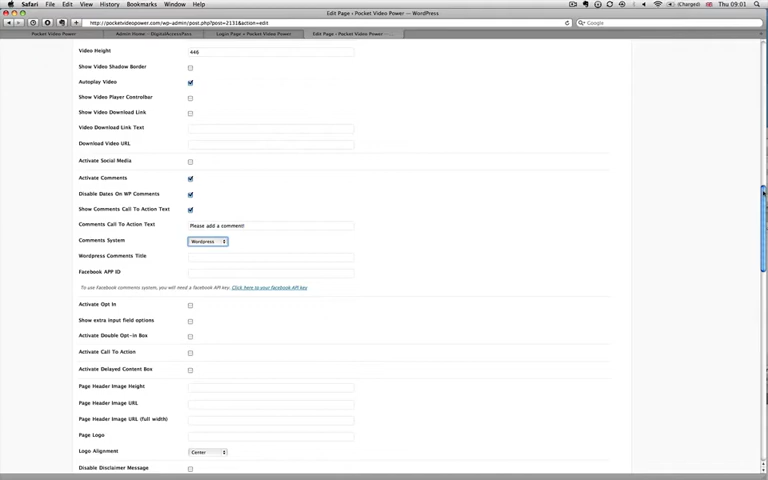 Safari File Edit View History Bookmarks Window Help (Charged) Thu 09:01
Edit Page ‹ Pocket Video Power — WordPress
http://pocketvideopower.com/wp-admin/post.php?post=2131&action=edit
Google
Pocket Video Power Admin Home - DigitalAccessPass Login Page « Pocket Video Power Edit Page ‹ Pocket Video Power —...
Video Height 446
Show Video Shadow Border
Autoplay Video
Show Video Player Controlbar
Show Video Download Link
Video Download Link Text
Download Video URL
Activate Social Media
Activate Comments
Disable Dates On WP Comments
Show Comments Call To Action Text
Comments Call To Action Text Please add a comment!
Comments System Wordpress
Wordpress Comments Title
Facebook APP ID
To use Facebook comments system, you will need a facebook API key. Click here to your facebook API key
Activate Opt In
Show extra input field options
Activate Double Opt-in Box
Activate Call To Action
Activate Delayed Content Box
Page Header Image Height
Page Header Image URL
Page Header Image URL (full width)
Page Logo
Logo Alignment Center
Disable Disclaimer Message